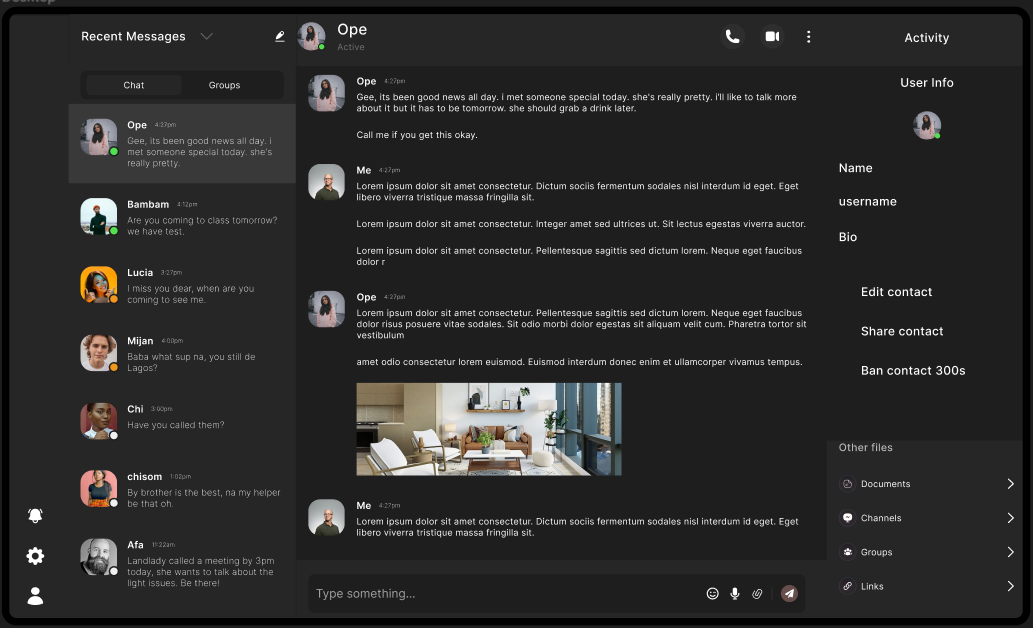 Desktop
Recent Messages
Chat
Groups
Ope 4:27pm
Gee, its been good news all day. i
met someone special today. she's
really pretty.
Bambam 4:12pm
Are you coming to class tomorrow?
we have test.
Lucia 3:27pm
I miss you dear, when are you
coming to see me.
Mijan 4:00pm
Baba what sup na, you still de
Lagos?
Chi 3:00pm
Have you called them?
chisom 1:02pm
By brother is the best, na my helper
be that oh.
Afa 11:22am
Landlady called a meeting by 3pm
today, she wants to talk about the
light issues. Be there!
Ope
Active
Ope 4:27pm
Gee, its been good news all day. i met someone special today. she's really pretty. i'll like to talk more
about it but it has to be tomorrow. she should grab a drink later.
Call me if you get this okay.
Me 4:27pm
Lorem ipsum dolor sit amet consectetur. Dictum sociis fermentum sodales nisl interdum id eget. Eget
libero viverra tristique massa fringilla sit.
Lorem ipsum dolor sit amet consectetur. Integer amet sed ultrices ut. Sit lectus egestas viverra auctor.
Lorem ipsum dolor sit amet consectetur. Pellentesque sagittis sed dictum lorem. Neque eget faucibus
dolor r
Ope 4:27pm
Lorem ipsum dolor sit amet consectetur. Pellentesque sagittis sed dictum lorem. Neque eget faucibus
dolor risus posuere vitae sodales. Sit odio morbi dolor egestas sit aliquam velit cum. Pharetra tortor sit
vestibulum
amet odio consectetur lorem euismod. Euismod interdum donec enim et ullamcorper vivamus tempus.
Me 4:27pm
Lorem ipsum dolor sit amet consectetur. Dictum sociis fermentum sodales nisl interdum id eget. Eget
libero viverra tristique massa fringilla sit.
Type something...
Activity
User Info
Name
username
Bio
Edit contact
Share contact
Ban contact 300s
Other files
Documents
Channels
Groups
Links